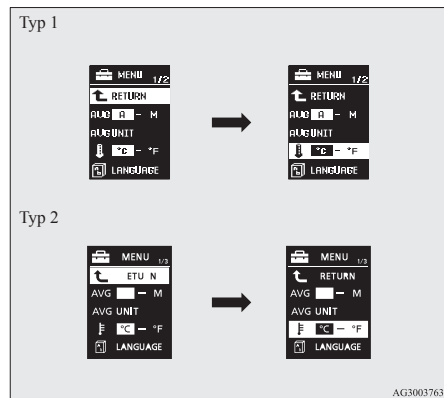 Typ 1
MENU 1/2
RETURN
AVG A – M
AVG UNIT
°C – °F
LANGUAGE
MENU 1/2
RETURN
AVG A – M
AVG UNIT
°C – °F
LANGUAGE
Typ 2
MENU 1/3
ETU N
AVG – M
AVG UNIT
°C – °F
LANGUAGE
MENU 1/3
RETURN
AVG – M
AVG UNIT
°C – °F
LANGUAGE
AG3003763